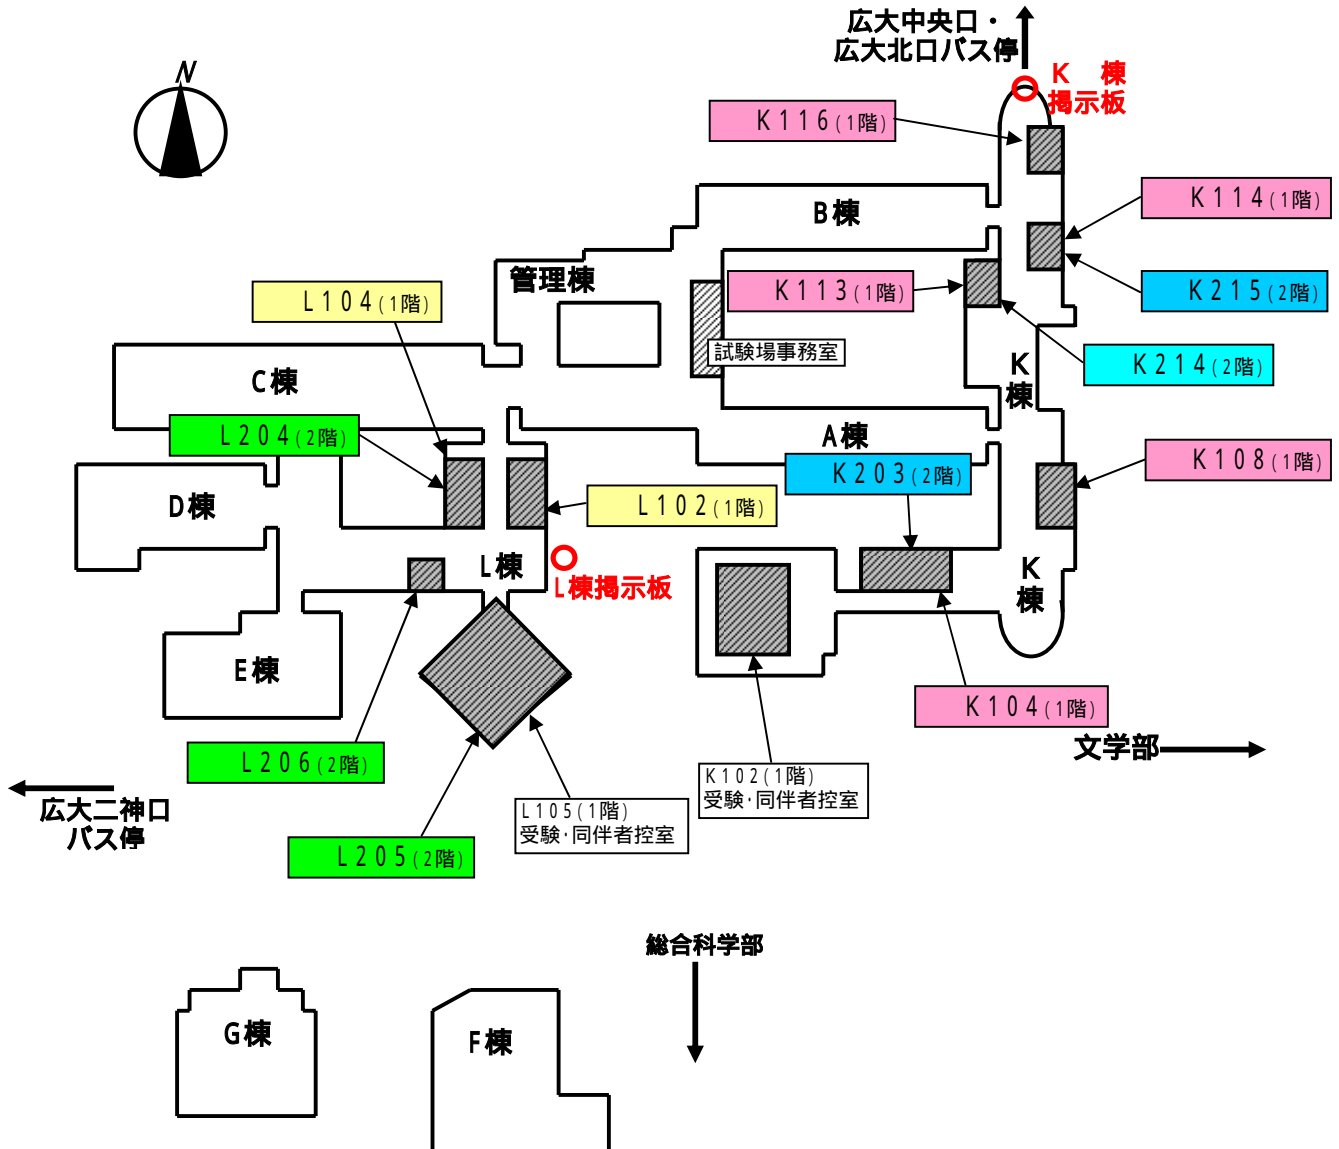 広大中央口・
広大北口バス停
N
K 棟
掲示板
K116(1階)
K114(1階)
B棟
管理棟
K113(1階)
K215(2階)
L104(1階)
試験場事務室
K214(2階)
C棟
K
棟
L204(2階)
A棟
K203(2階)
K108(1階)
D棟
L102(1階)
L棟
L棟掲示板
K
棟
E棟
K104(1階)
文学部
L206(2階)
K102(1階)
受験・同伴者控室
広大二神口
バス停
L105(1階)
受験・同伴者控室
L205(2階)
総合科学部
G棟
F棟